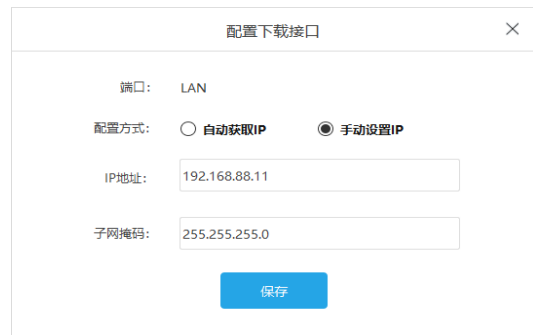 配置下载接口
端口： LAN
配置方式： 自动获取IP 手动设置IP
IP地址： 192.168.88.11
子网掩码： 255.255.255.0
保存